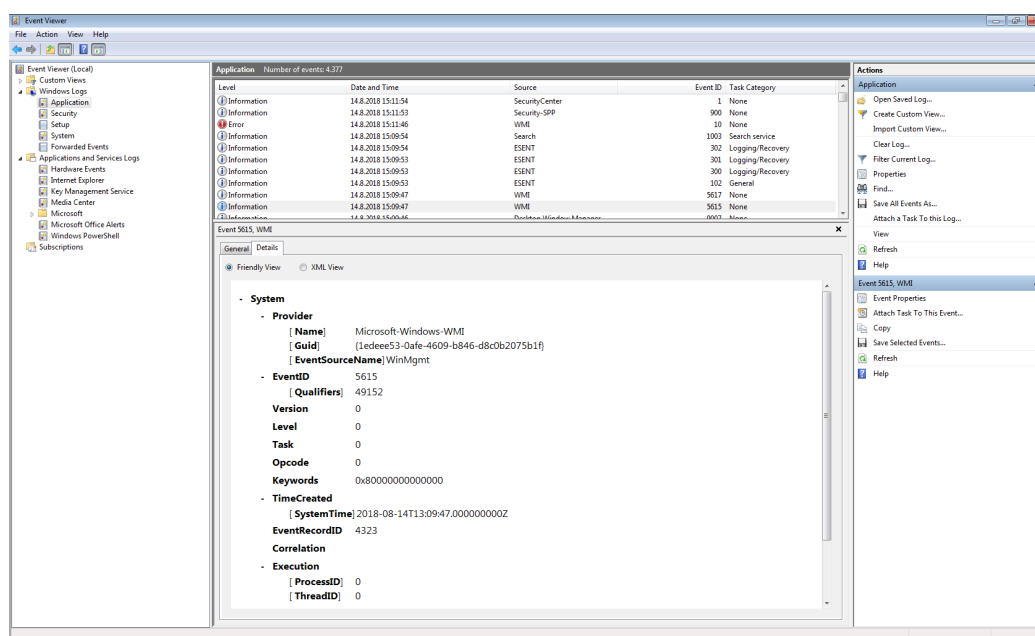 Event Viewer
File Action View Help
Event Viewer (Local)
Custom Views
Windows Logs
Application
Security
Setup
System
Forwarded Events
Applications and Services Logs
Hardware Events
Internet Explorer
Key Management Service
Media Center
Microsoft
Microsoft Office Alerts
Windows PowerShell
Subscriptions
Application Number of events: 4.377
Level Date and Time Source Event ID Task Category
Information 14.8.2018 15:11:54 SecurityCenter 1 None
Information 14.8.2018 15:11:53 Security-SPP 900 None
Error 14.8.2018 15:11:46 WMI 10 None
Information 14.8.2018 15:09:54 Search 1003 Search service
Information 14.8.2018 15:09:54 ESENT 302 Logging/Recovery
Information 14.8.2018 15:09:53 ESENT 301 Logging/Recovery
Information 14.8.2018 15:09:53 ESENT 300 Logging/Recovery
Information 14.8.2018 15:09:53 ESENT 102 General
Information 14.8.2018 15:09:47 WMI 5617 None
Information 14.8.2018 15:09:47 WMI 5615 None
Information 14.8.2018 15:09:46 Desktop Window Manager None
Event 5615, WMI
General Details
Friendly View XML View
- System
- Provider
[ Name] Microsoft-Windows-WMI
[ Guid] {1edeee53-0afe-4609-b846-d8c0b2075b1f}
[ EventSourceName] WinMgmt
- EventID 5615
[ Qualifiers] 49152
Version 0
Level 0
Task 0
Opcode 0
Keywords 0x80000000000000
- TimeCreated
[ SystemTime] 2018-08-14T13:09:47.000000000Z
EventRecordID 4323
Correlation
- Execution
[ ProcessID] 0
[ ThreadID] 0
Actions
Application
Open Saved Log...
Create Custom View...
Import Custom View...
Clear Log...
Filter Current Log...
Properties
Find...
Save All Events As...
Attach a Task To this Log...
View
Refresh
Help
Event 5615, WMI
Event Properties
Attach Task To This Event...
Copy
Save Selected Events...
Refresh
Help